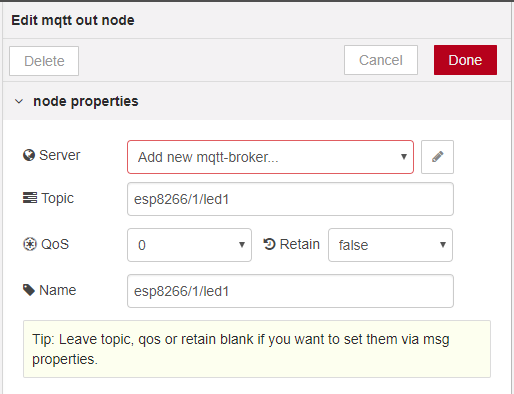 Edit mqtt out node
Delete
Cancel
Done
node properties
Server
Add new mqtt-broker...
Topic
esp8266/1/led1
QoS
0
Retain
false
Name
esp8266/1/led1
Tip: Leave topic, qos or retain blank if you want to set them via msg
properties.